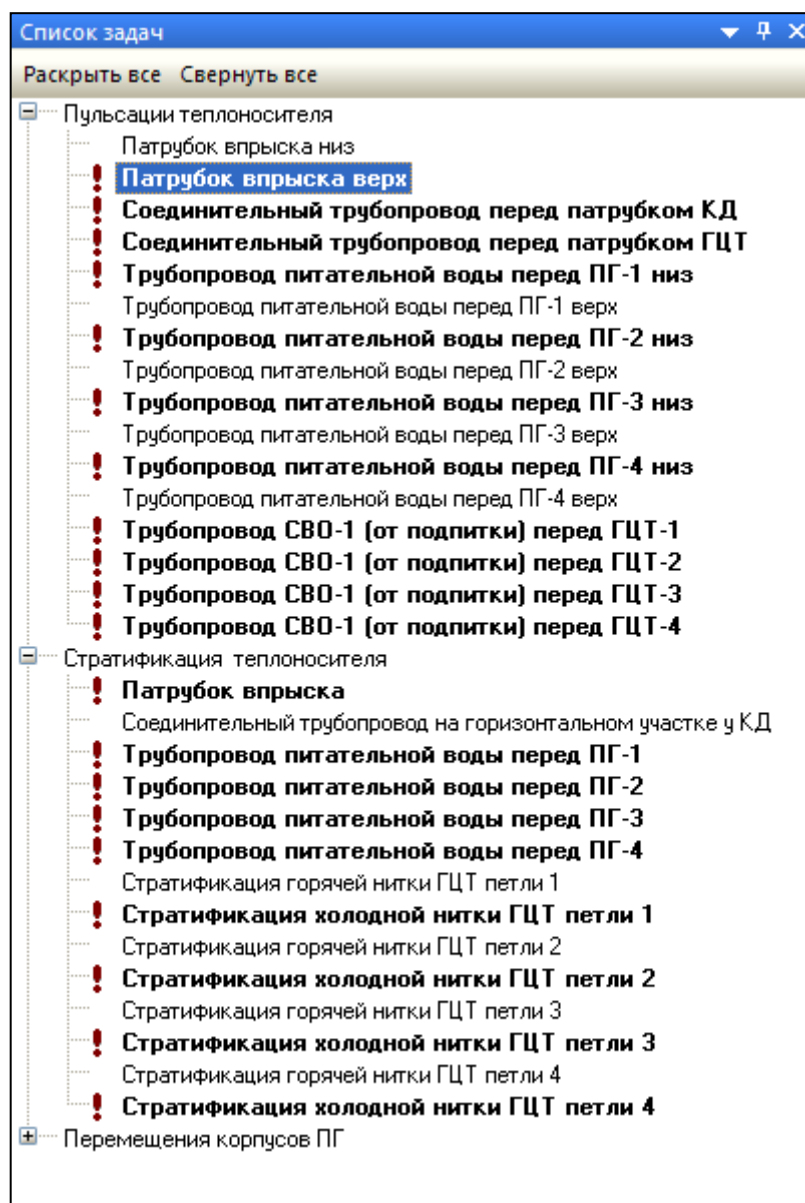 Список задач
Раскрыть все Свернуть все
Пульсации теплоносителя
Патрубок впрыска низ
Патрубок впрыска верх
Соединительный трубопровод перед патрубком КД
Соединительный трубопровод перед патрубком ГЦТ
Трубопровод питательной воды перед ПГ-1 низ
Трубопровод питательной воды перед ПГ-1 верх
Трубопровод питательной воды перед ПГ-2 низ
Трубопровод питательной воды перед ПГ-2 верх
Трубопровод питательной воды перед ПГ-3 низ
Трубопровод питательной воды перед ПГ-3 верх
Трубопровод питательной воды перед ПГ-4 низ
Трубопровод питательной воды перед ПГ-4 верх
Трубопровод СВО-1 (от подпитки) перед ГЦТ-1
Трубопровод СВО-1 (от подпитки) перед ГЦТ-2
Трубопровод СВО-1 (от подпитки) перед ГЦТ-3
Трубопровод СВО-1 (от подпитки) перед ГЦТ-4
Стратификация теплоносителя
Патрубок впрыска
Соединительный трубопровод на горизонтальном участке у КД
Трубопровод питательной воды перед ПГ-1
Трубопровод питательной воды перед ПГ-2
Трубопровод питательной воды перед ПГ-3
Трубопровод питательной воды перед ПГ-4
Стратификация горячей нитки ГЦТ петли 1
Стратификация холодной нитки ГЦТ петли 1
Стратификация горячей нитки ГЦТ петли 2
Стратификация холодной нитки ГЦТ петли 2
Стратификация горячей нитки ГЦТ петли 3
Стратификация холодной нитки ГЦТ петли 3
Стратификация горячей нитки ГЦТ петли 4
Стратификация холодной нитки ГЦТ петли 4
Перемещения корпусов ПГ